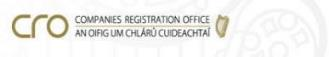 cro COMPANIES REGISTRATION OFFICE
AN OIFIG UM CHLÁRÚ CUIDEACHTAÍ